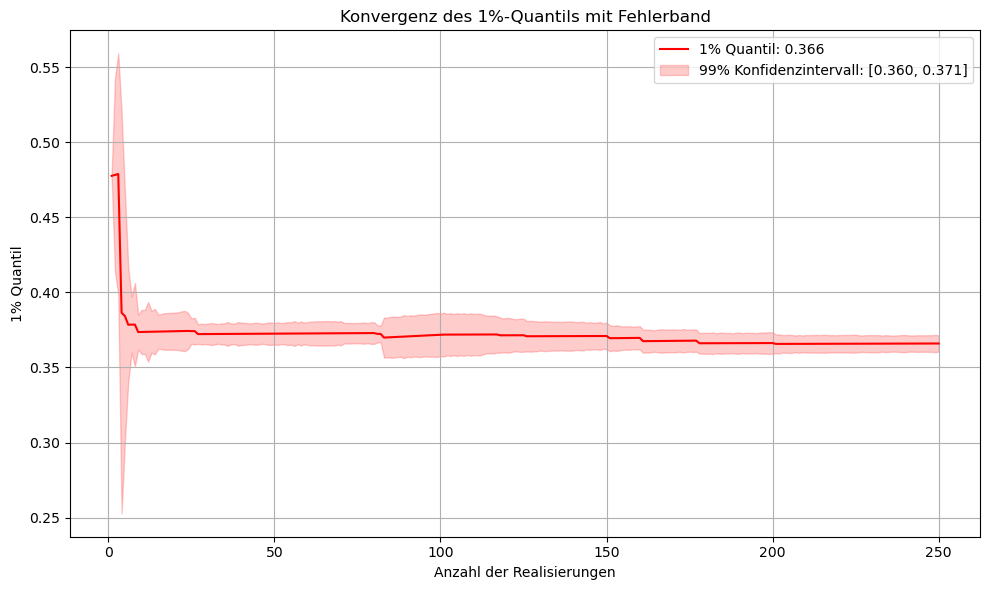 Konvergenz des 1%-Quantils mit Fehlerband
1% Quantil: 0.366
99% Konfidenzintervall: [0.360, 0.371]
1% Quantil
0.55
0.50
0.45
0.40
0.35
0.30
0.25
0 50 100 150 200 250
Anzahl der Realisierungen